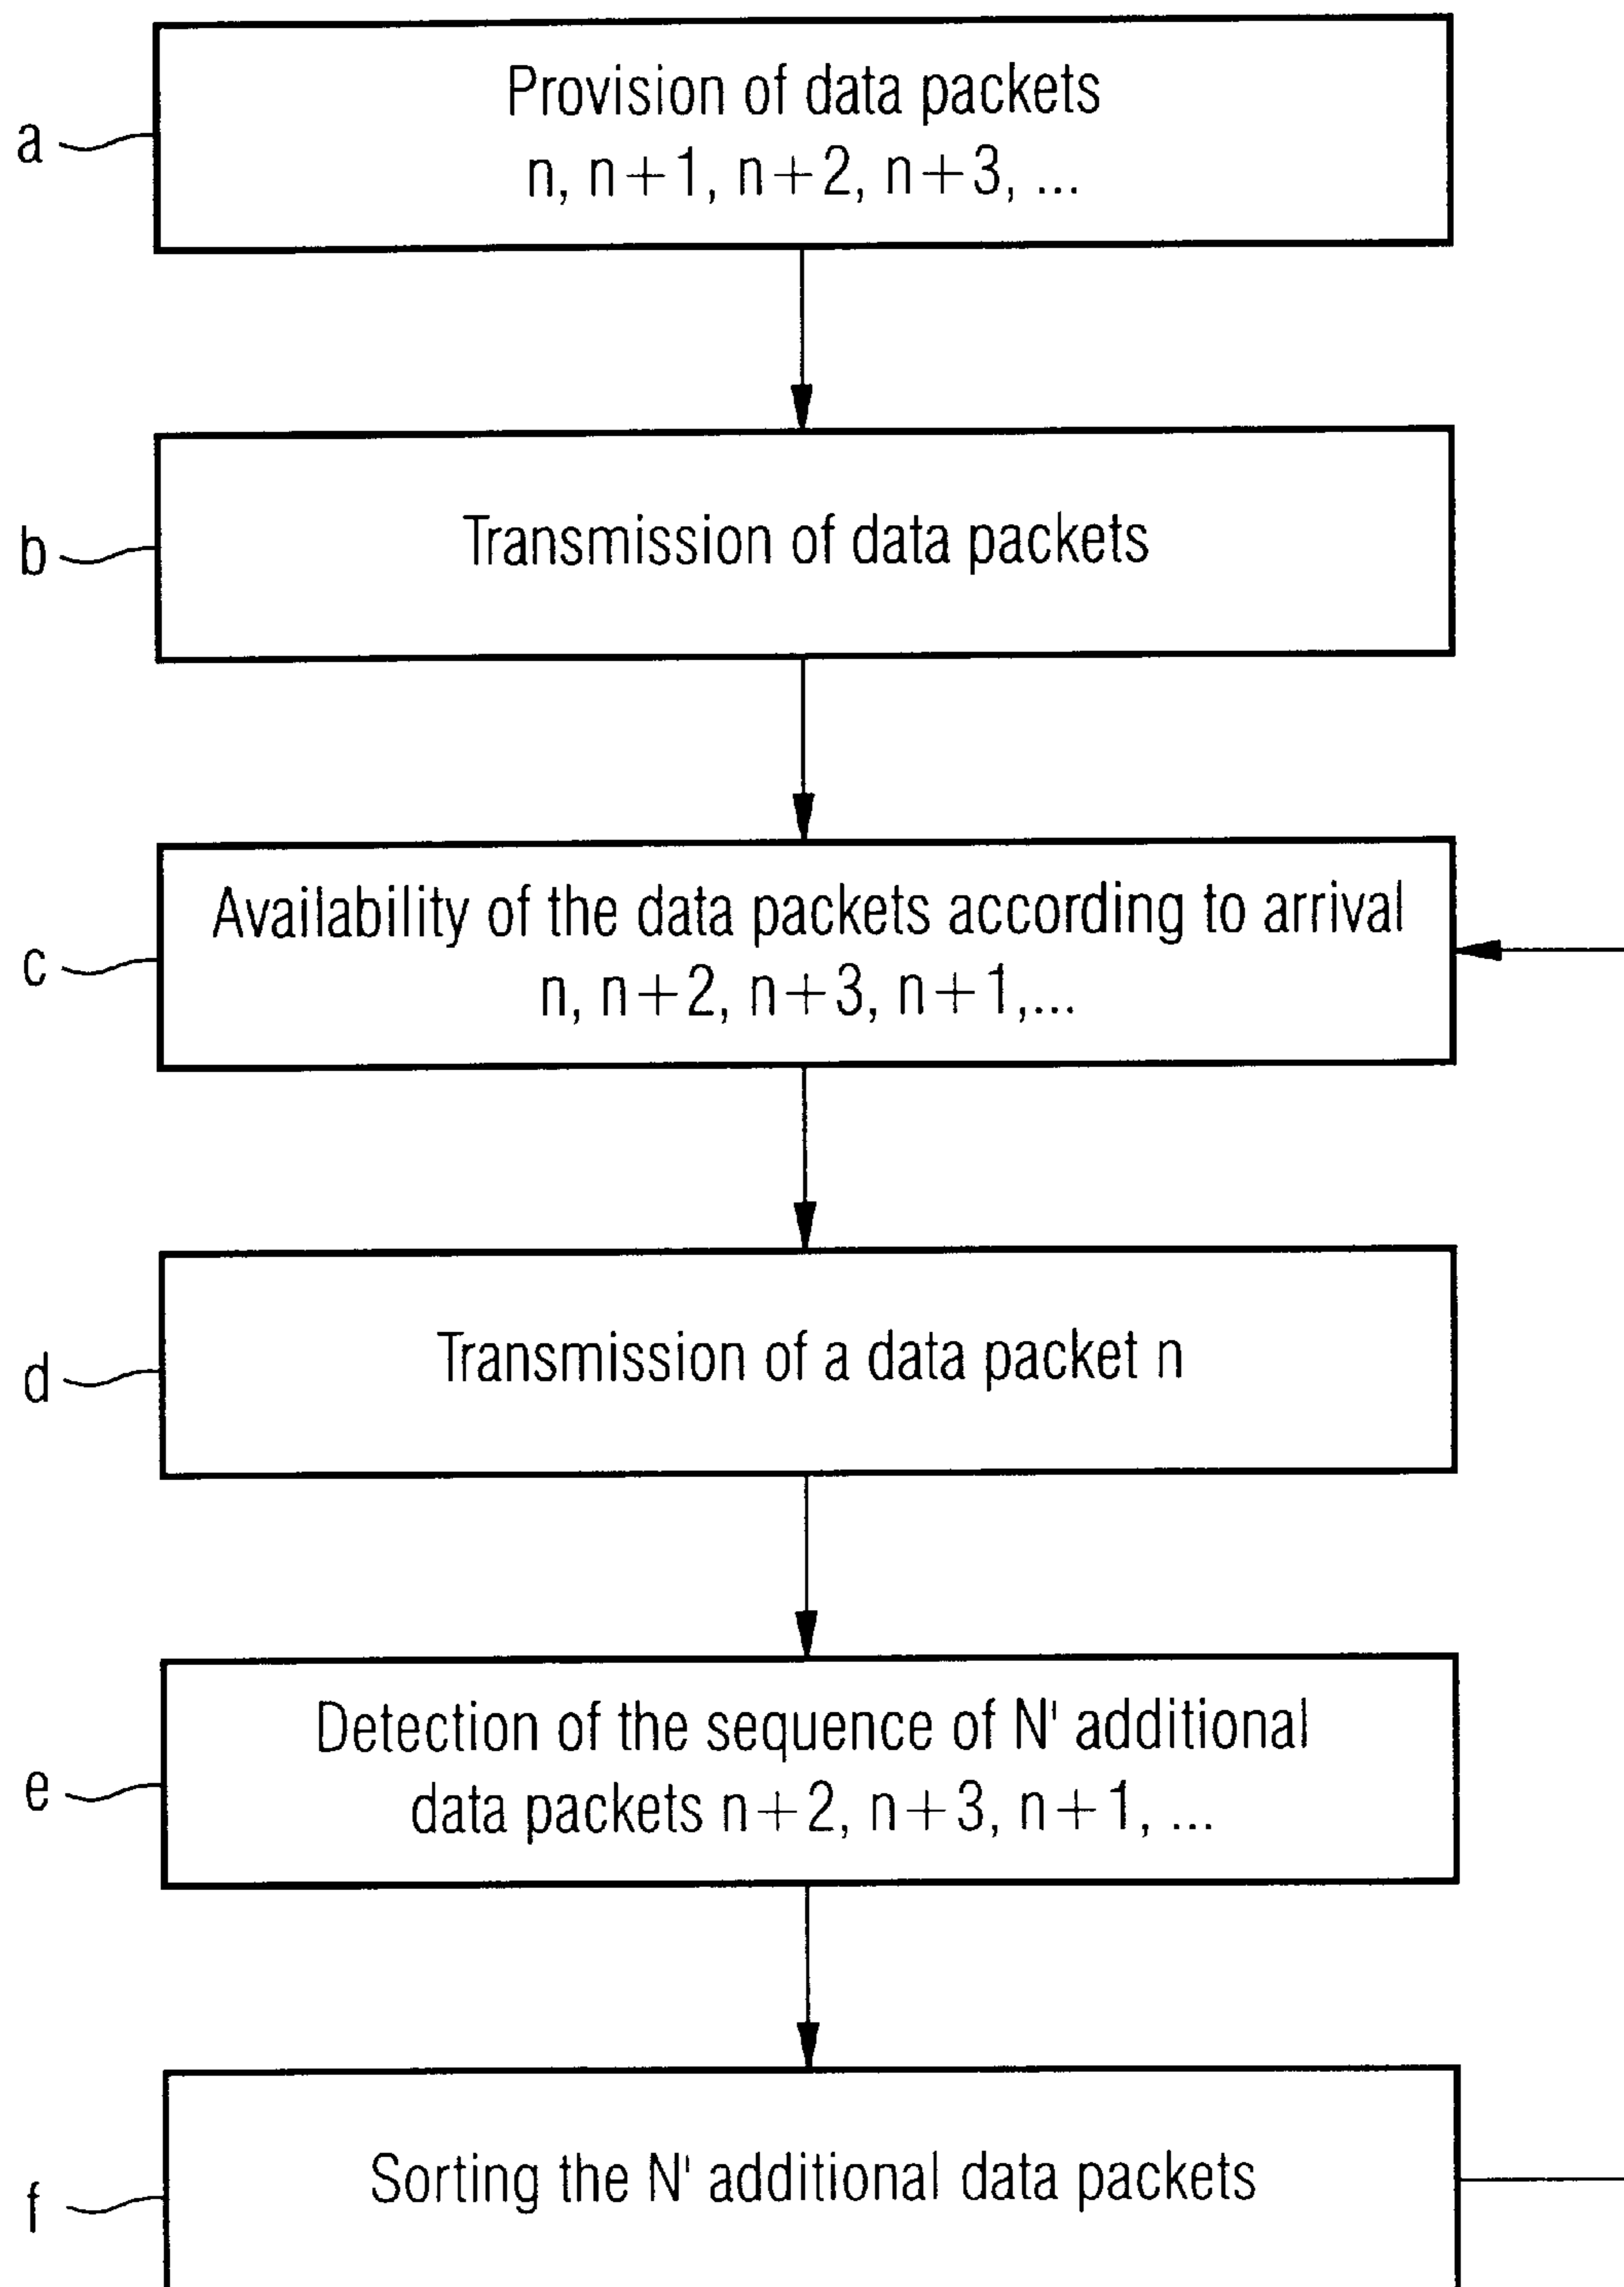 Provision of data packets
a
n, n+1, n+2, n+3, ...
b
Transmission of data packets
Availability of the data packets according to arrival
c
n, n+2, n+3, n+1,...
d
Transmission of a data packet n
Detection of the sequence of N' additional
e
data packets n+2, n+3, n+1, ...
f
Sorting the N' additional data packets